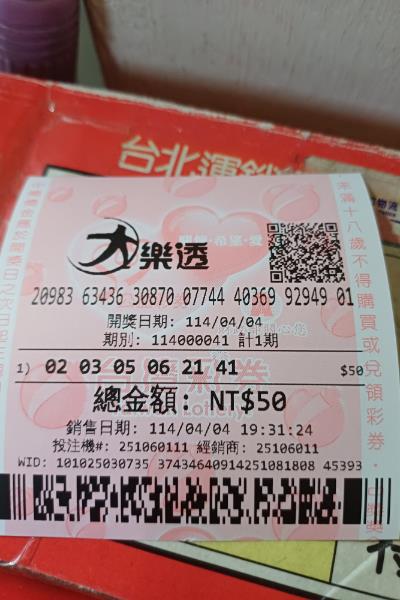 台北運
大樂透
20983 63436 30870 07744 40369 92949 01
開獎日期: 114/04/04
期別: 114000041 計1期
1) 02 03 05 06 21 41 $50
總金額: NT$50
銷售日期: 114/04/04 19:31:24
投注機#: 251060111 經銷商: 25106011
WID: 101025030735 37434640914251081808 45393
未滿十八歲不得購買或兌領彩券